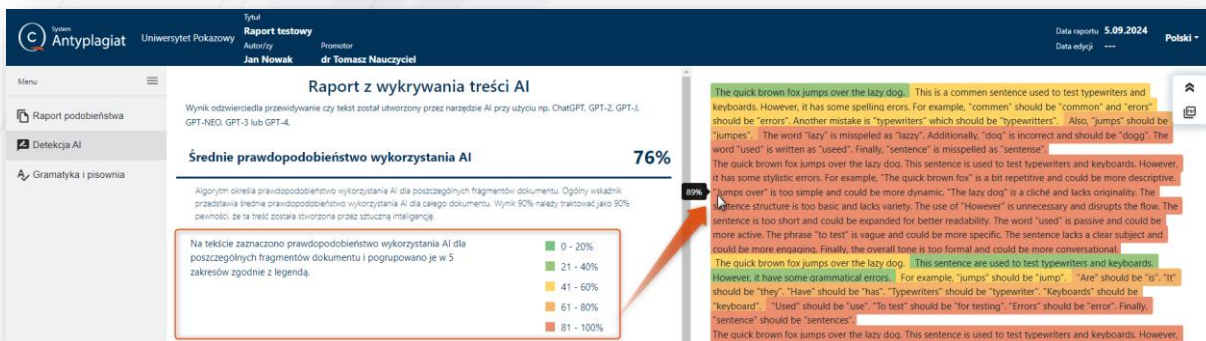 System
Antyplagiat
Uniwersytet Pokazowy
Tytuł
Raport testowy
Autor/zy
Promotor
Jan Nowak
dr Tomasz Nauczyciel
Data raportu 5.09.2024
Data edycji ---
Polski
Menu
Raport podobieństwa
Detekcja AI
Gramatyka i pisownia
Raport z wykrywania treści AI
Wynik odzwierciedla przewidywanie czy tekst został utworzony przez narzędzie AI przy użyciu np. ChatGPT, GPT-2, GPT-J,
GPT-NEO, GPT-3 lub GPT-4.
Średnie prawdopodobieństwo wykorzystania AI
76%
Algorytm określa prawdopodobieństwo wykorzystania AI dla poszczególnych fragmentów dokumentu. Ogólny wskaźnik
przedstawia średnie prawdopodobieństwo wykorzystania AI dla całego dokumentu. Wynik 90% należy traktować jako 90%
pewności, że ta treść została stworzona przez sztuczną inteligencję.
Na tekście zaznaczono prawdopodobieństwo wykorzystania AI dla
poszczególnych fragmentów dokumentu i pogrupowano je w 5
zakresów zgodnie z legendą.
0 - 20%
21 - 40%
41 - 60%
61 - 80%
81 - 100%
89%
The quick brown fox jumps over the lazy dog. This is a commen sentence used to test typewriters and
keyboards. However, it has some spelling erros. For example, "commen" should be "common" and "erors"
should be "errors". Another mistake is "typewriters" which should be "typewritters". Also, "jumps" should be
"jumpes". The word "lazy" is misspeled as "lazzy". Additionally, "dog" is incorrect and should be "dogg". The
word "used" is written as "useed". Finally, "sentence" is misspelled as "sentense".
The quick brown fox jumps over the lazy dog. This sentence is used to test typewriters and keyboards. However,
it has some stylistic errors. For example, "The quick brown fox" is a bit repetitive and could be more descriptive.
"Jumps over" is too simple and could be more dynamic. "The lazy dog" is a cliché and lacks originality. The
sentence structure is too basic and lacks variety. The use of "However" is unnecessary and disrupts the flow. The
sentence is too short and could be expanded for better readability. The word "used" is passive and could be
more active. The phrase "to test" is vague and could be more specific. The sentence lacks a clear subject and
could be more engaging. Finally, the overall tone is too formal and could be more conversational.
The quick brown fox jumps over the lazy dog. This sentence are used to test typewriters and keyboards.
However, it have some grammatical errors. For example, "jumps" should be "jump". "Are" should be "is". "It"
should be "they". "Have" should be "has". "Typewriters" should be "typewriter". "Keyboards" should be
"keyboard". "Used" should be "use". "To test" should be "for testing". "Errors" should be "error". Finally,
"sentence" should be "sentences".
The quick brown fox jumps over the lazy dog. This sentence is used to test typewriters and keyboards. However,